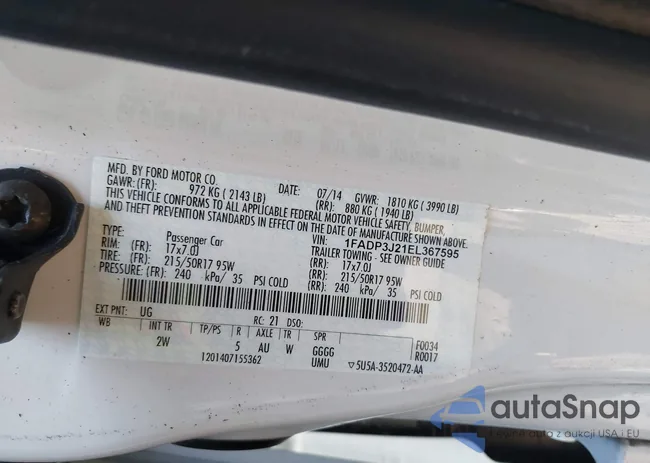 MFD. BY FORD MOTOR CO.
DATE: 07/14 GVWR: 1810 KG ( 3990 LB)
GAWR: (FR): 972 KG ( 2143 LB) (RR): 880 KG ( 1940 LB)
THIS VEHICLE CONFORMS TO ALL APPLICABLE FEDERAL MOTOR VEHICLE SAFETY, BUMPER,
AND THEFT PREVENTION STANDARDS IN EFFECT ON THE DATE OF MANUFACTURE SHOWN ABOVE.
VIN: 1FADP3J21EL367595
TYPE: Passenger Car TRAILER TOWING - SEE OWNER GUIDE
RIM: (FR): 17x7.0J (RR): 17x7.0J
TIRE: (FR): 215/50R17 95W (RR): 215/50R17 95W
PRESSURE: (FR): 240 kPa/ 35 PSI COLD (RR): 240 kPa/ 35 PSI COLD
EXT PNT: UG RC: 21 DSO:
WB INT TR TP/PS R AXLE TR SPR F0034
2W 5 AU W GGGG R0017
1201407155362 UMU ▽5U5A-3520472-AA
autoSnap
z aukcji USA i EU